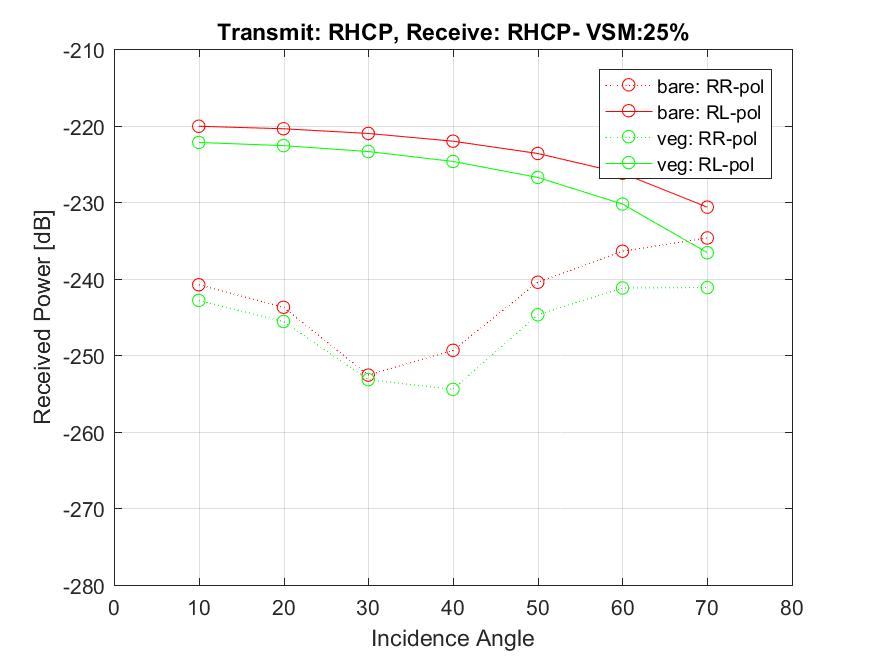 Transmit: RHCP, Receive: RHCP- VSM:25%
-210
-220
-230
-240
-250
-260
-270
-280
Received Power [dB]
bare: RR-pol
bare: RL-pol
veg: RR-pol
veg: RL-pol
0 10 20 30 40 50 60 70 80
Incidence Angle